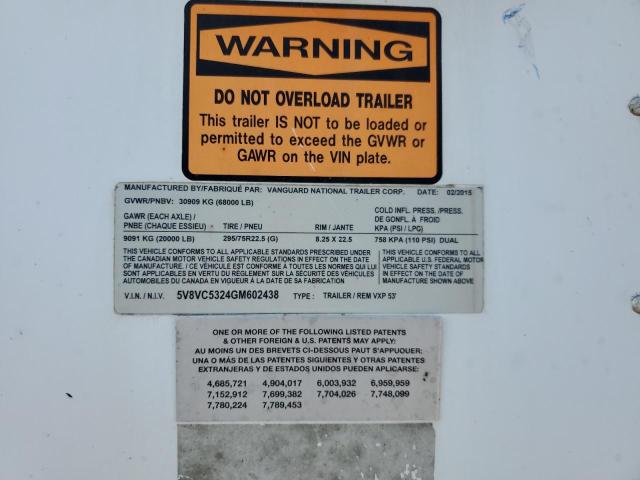 WARNING
DO NOT OVERLOAD TRAILER
This trailer IS NOT to be loaded or
permitted to exceed the GVWR or
GAWR on the VIN plate.
MANUFACTURED BY/FABRIQUÉ PAR: VANGUARD NATIONAL TRAILER CORP. DATE: 02/2015
GVWR/PNBV: 30909 KG (68000 LB)
GAWR (EACH AXLE) / COLD INFL. PRESS./PRESS.
DE GONFL. À FROID
PNBE (CHAQUE ESSIEU) TIRE / PNEU RIM / JANTE KPA (PSI / LPG)
9091 KG (20000 LB) 295/75R22.5 (G) 8.25 X 22.5 758 KPA (110 PSI) DUAL
THIS VEHICLE CONFORMS TO ALL APPLICABLE STANDARDS PRESCRIBED UNDER
THE CANADIAN MOTOR VEHICLE SAFETY REGULATIONS IN EFFECT ON THE DATE
OF MANUFACTURE / CE VÉHICULE EST CONFORME À TOUTES LES NORMES QUI LUI
SONT APPLICABLES EN VERTU DU RÈGLEMENT SUR LA SÉCURITÉ DES VÉHICULES
AUTOMOBILES DU CANADA EN VIGUEUR À LA DATE DE SA FABRICATION
THIS VEHICLE CONFORMS
TO ALL APPLICABLE
U.S. FEDERAL MOTOR
IN EFFECT ON THE DATE OF
MANUFACTURE SHOWN ABOVE
V.I.N. / N.I.V. 5V8VC5324GM602438 TYPE : TRAILER / REM VXP 53'
ONE OR MORE OF THE FOLLOWING LISTED PATENTS
& OTHER FOREIGN & U.S. PATENTS MAY APPLY:
AU MOINS UN DES BREVETS CI-DESSOUS PEUT S'APPLIQUER:
UNA O MÁS DE LAS PATENTES SIGUIENTES Y OTRAS PATENTES
EXTRANJERAS Y DE ESTADOS UNIDOS PUEDEN APLICARSE:
4,685,721 4,904,017 6,003,932 6,959,959
7,152,912 7,699,382 7,704,026 7,748,099
7,780,224 7,789,453